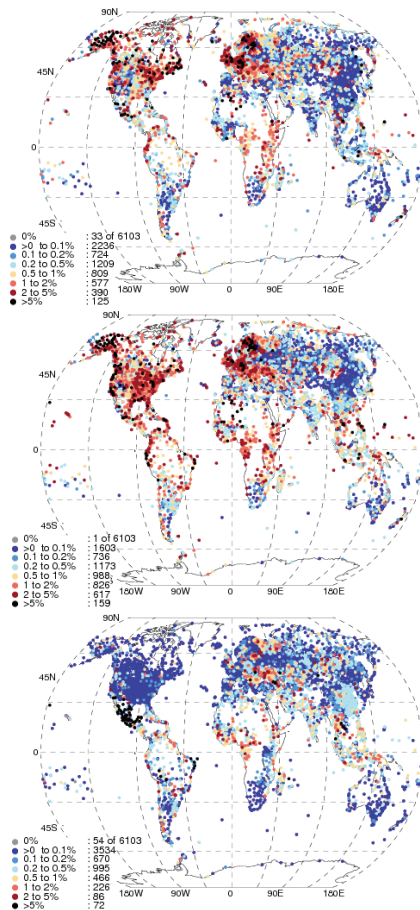 90N
45N
0
45S
0% : 33 of 6103
>0 to 0.1% : 2236
0.1 to 0.2% : 724
0.2 to 0.5% : 1209
0.5 to 1% : 809
1 to 2% : 577
2 to 5% : 390
>5% : 125
180W 90W 0 90E 180E
90N
45N
0
45S
0% : 1 of 6103
>0 to 0.1% : 1603
0.1 to 0.2% : 736
0.2 to 0.5% : 1173
0.5 to 1% : 988
1 to 2% : 826
2 to 5% : 617
>5% : 159
180W 90W 0 90E 180E
90N
45N
0
45S
0% : 54 of 6103
>0 to 0.1% : 3534
0.1 to 0.2% : 670
0.2 to 0.5% : 995
0.5 to 1% : 466
1 to 2% : 226
2 to 5% : 86
>5% : 72
180W 90W 0 90E 180E